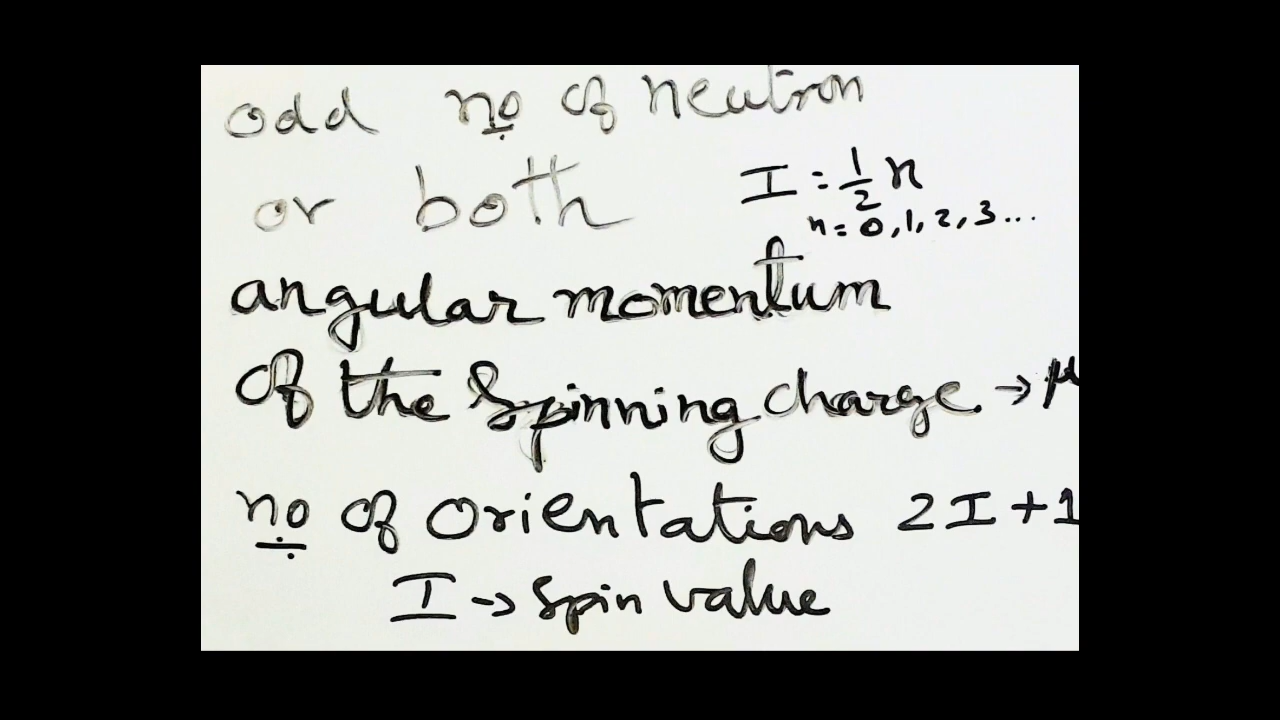 odd no of neutron
or both
I = 1/2 n
n = 0, 1, 2, 3 ...
angular momentum
of the spinning charge. → μ
no of orientations 2I + 1
I → spin value